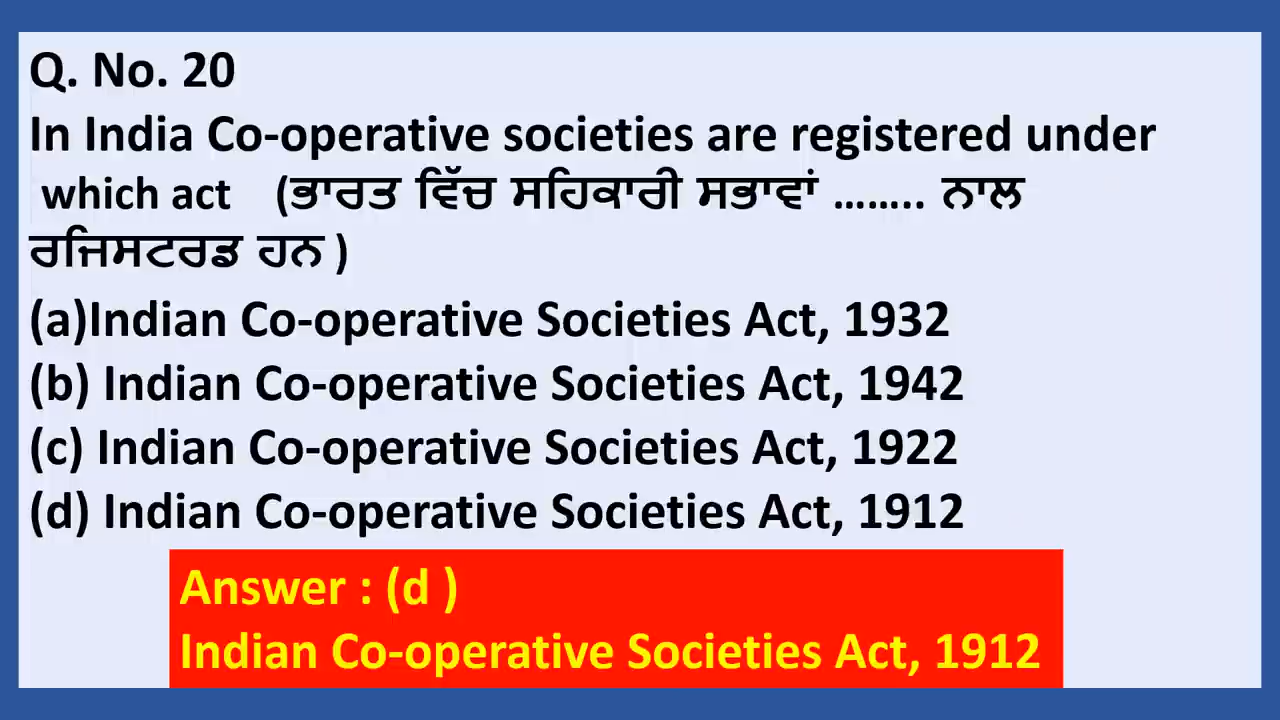 Q. No. 20
In India Co-operative societies are registered under
which act (ਭਾਰਤ ਵਿੱਚ ਸਹਿਕਾਰੀ ਸਭਾਵਾਂ …….. ਨਾਲ
ਰਜਿਸਟਰਡ ਹਨ )
(a)Indian Co-operative Societies Act, 1932
(b) Indian Co-operative Societies Act, 1942
(c) Indian Co-operative Societies Act, 1922
(d) Indian Co-operative Societies Act, 1912
Answer : (d )
Indian Co-operative Societies Act, 1912